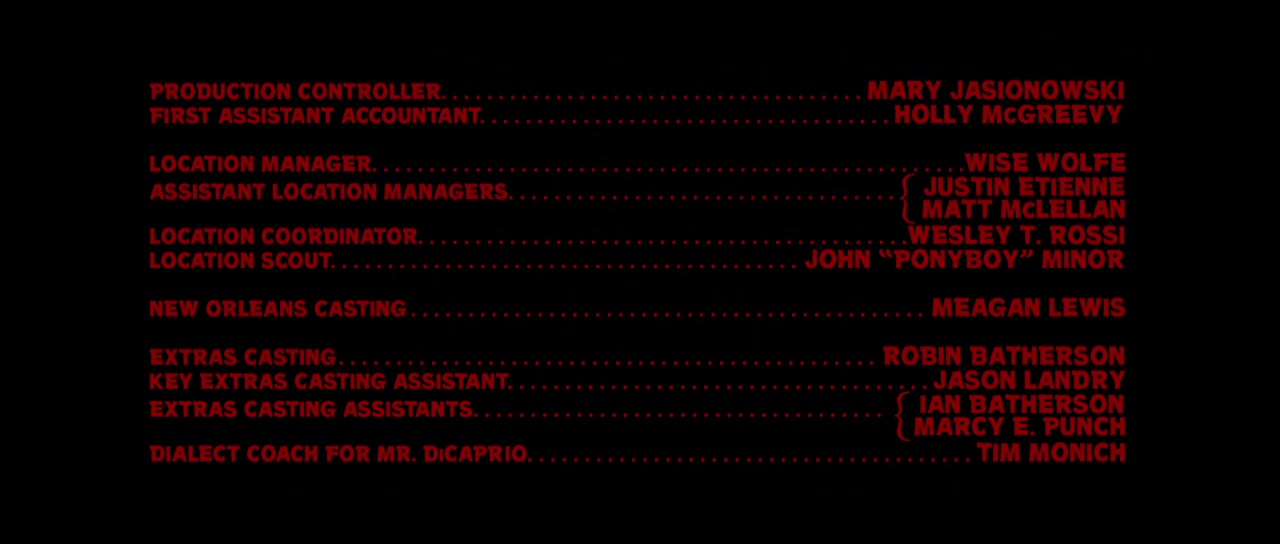 PRODUCTION CONTROLLER. . . . . . . . . . . . . . . . . . . . . . . . . . . . . . . . . . . . . MARY JASIONOWSKI
FIRST ASSISTANT ACCOUNTANT. . . . . . . . . . . . . . . . . . . . . . . . . . . . . . . . . . . . HOLLY McGREEVY
LOCATION MANAGER. . . . . . . . . . . . . . . . . . . . . . . . . . . . . . . . . . . . . . . . . . . . . . . . . . . .WISE WOLFE
ASSISTANT LOCATION MANAGERS. . . . . . . . . . . . . . . . . . . . . . . . . . . . . . . . . . { JUSTIN ETIENNE
MATT McLELLAN
LOCATION COORDINATOR. . . . . . . . . . . . . . . . . . . . . . . . . . . . . . . . . . . . . . . . . . .WESLEY T. ROSSI
LOCATION SCOUT. . . . . . . . . . . . . . . . . . . . . . . . . . . . . . . . . . . . . . . . . JOHN “PONYBOY” MINOR
NEW ORLEANS CASTING . . . . . . . . . . . . . . . . . . . . . . . . . . . . . . . . . . . . . . . . . . . . . MEAGAN LEWIS
EXTRAS CASTING. . . . . . . . . . . . . . . . . . . . . . . . . . . . . . . . . . . . . . . . . . . . . . . ROBIN BATHERSON
KEY EXTRAS CASTING ASSISTANT. . . . . . . . . . . . . . . . . . . . . . . . . . . . . . . . . . . . . JASON LANDRY
EXTRAS CASTING ASSISTANTS. . . . . . . . . . . . . . . . . . . . . . . . . . . . . . . . . . . . { IAN BATHERSON
MARCY E. PUNCH
DIALECT COACH FOR MR. DiCAPRIO. . . . . . . . . . . . . . . . . . . . . . . . . . . . . . . . . . . . . . . TIM MONICH